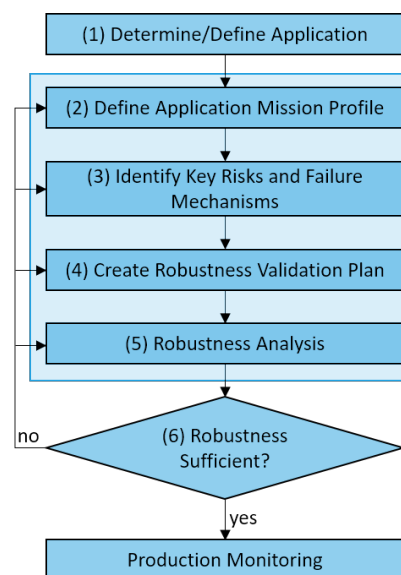 (1) Determine/Define Application
(2) Define Application Mission Profile
(3) Identify Key Risks and Failure
Mechanisms
(4) Create Robustness Validation Plan
(5) Robustness Analysis
(6) Robustness
Sufficient?
no
yes
Production Monitoring